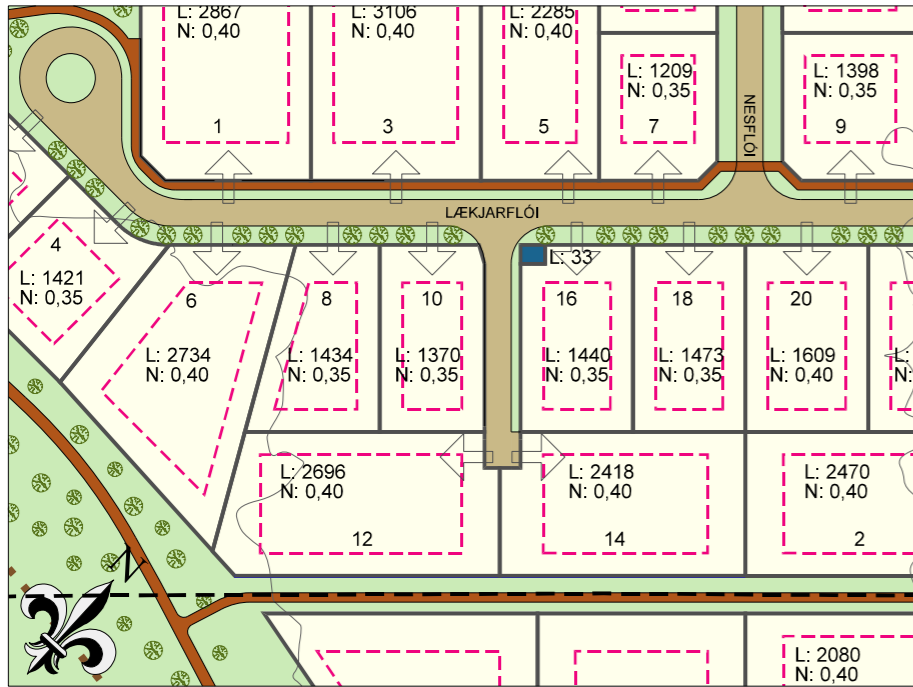 L: 2867
N: 0,40
1
L: 3106
N: 0,40
3
L: 2285
N: 0,40
5
L: 1209
N: 0,35
7
NESFLÓI
L: 1398
N: 0,35
9
LÆKJARFLÓI
4
L: 1421
N: 0,35
6
L: 2734
N: 0,40
8
L: 1434
N: 0,35
10
L: 1370
N: 0,35
L: 33
16
L: 1440
N: 0,35
18
L: 1473
N: 0,35
20
L: 1609
N: 0,40
L:
N:
L: 2696
N: 0,40
12
L: 2418
N: 0,40
14
L: 2470
N: 0,40
2
N
L: 2080
N: 0,40